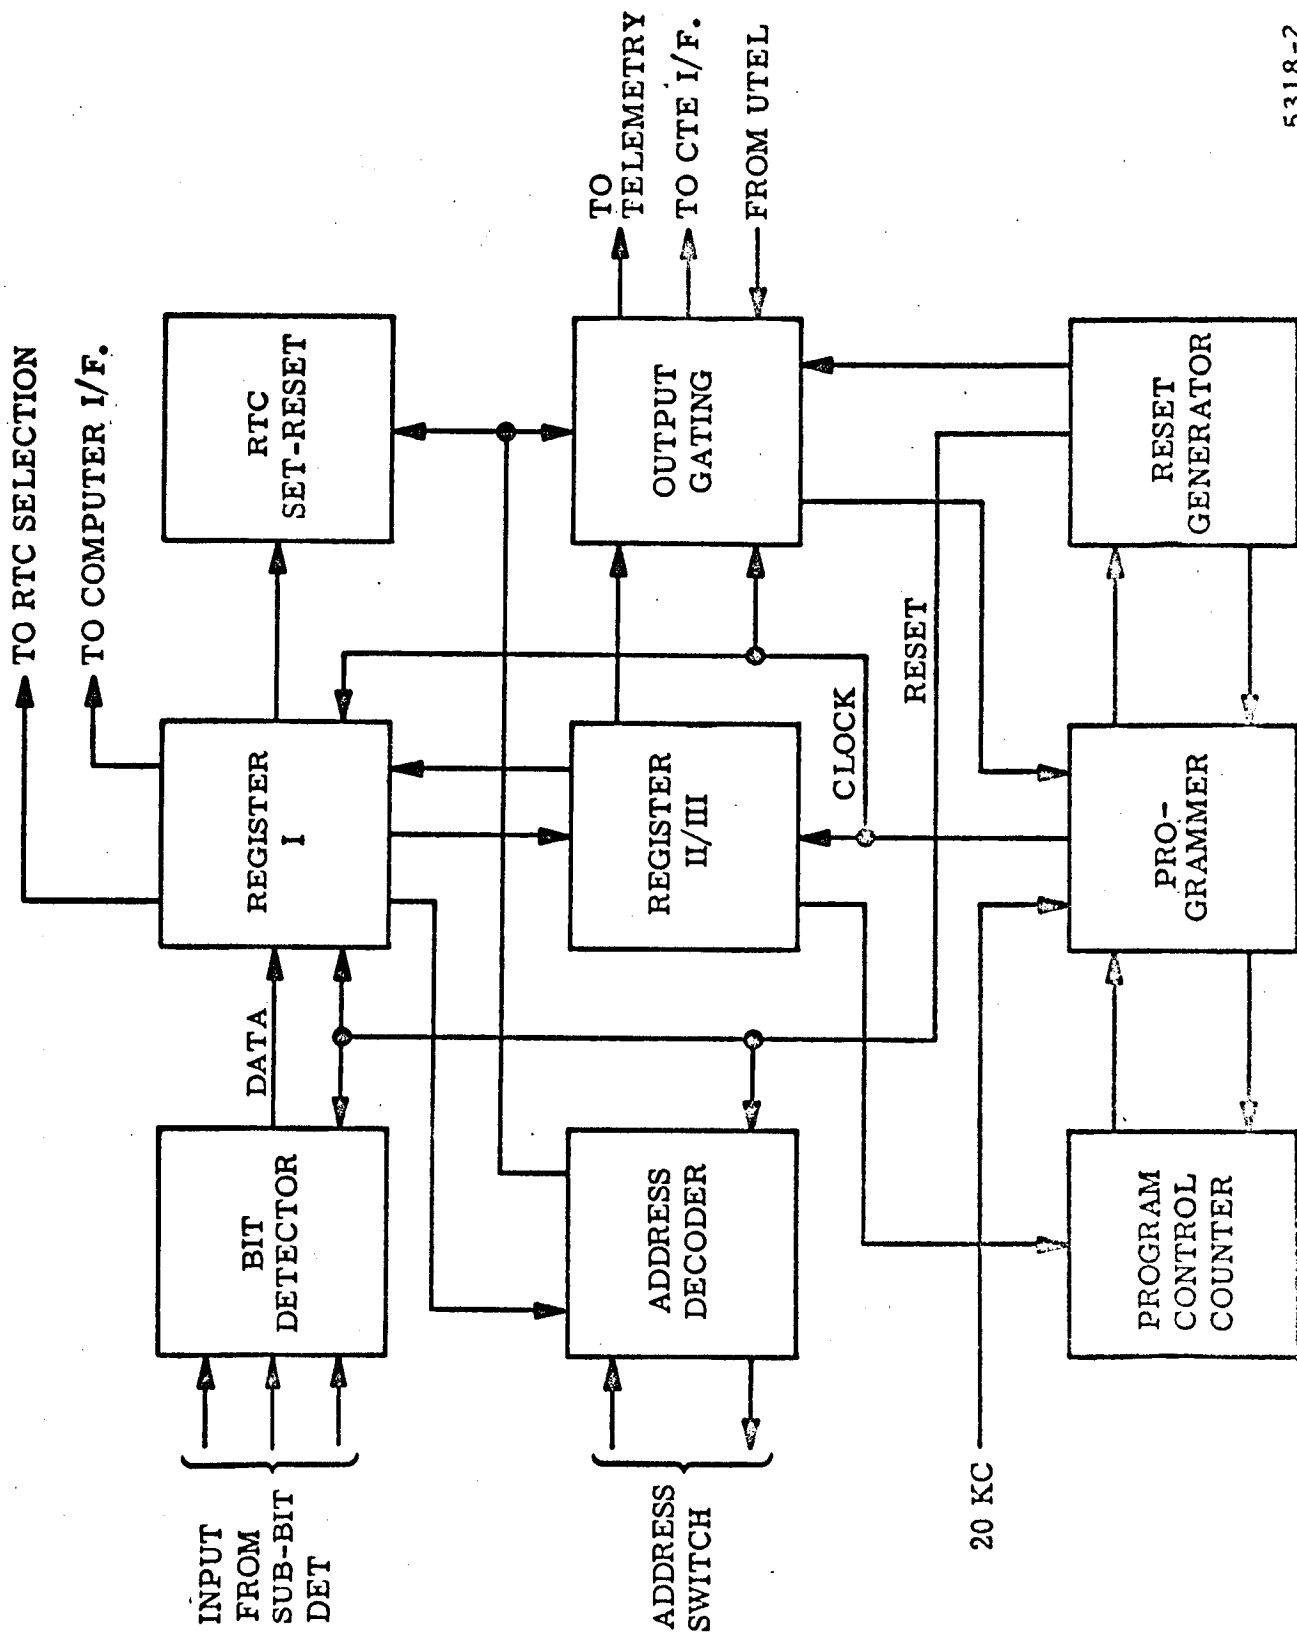 TO RTC SELECTION
TO COMPUTER I/F.
INPUT
FROM
SUB-BIT
DET
BIT
DETECTOR
DATA
REGISTER
I
RTC
SET-RESET
ADDRESS
SWITCH
ADDRESS
DECODER
REGISTER
II/III
OUTPUT
GATING
TO
TELEMETRY
TO CTE I/F.
FROM UTEL
CLOCK
RESET
20 KC
PROGRAM
CONTROL
COUNTER
PRO-
GRAMMER
RESET
GENERATOR
5318-2